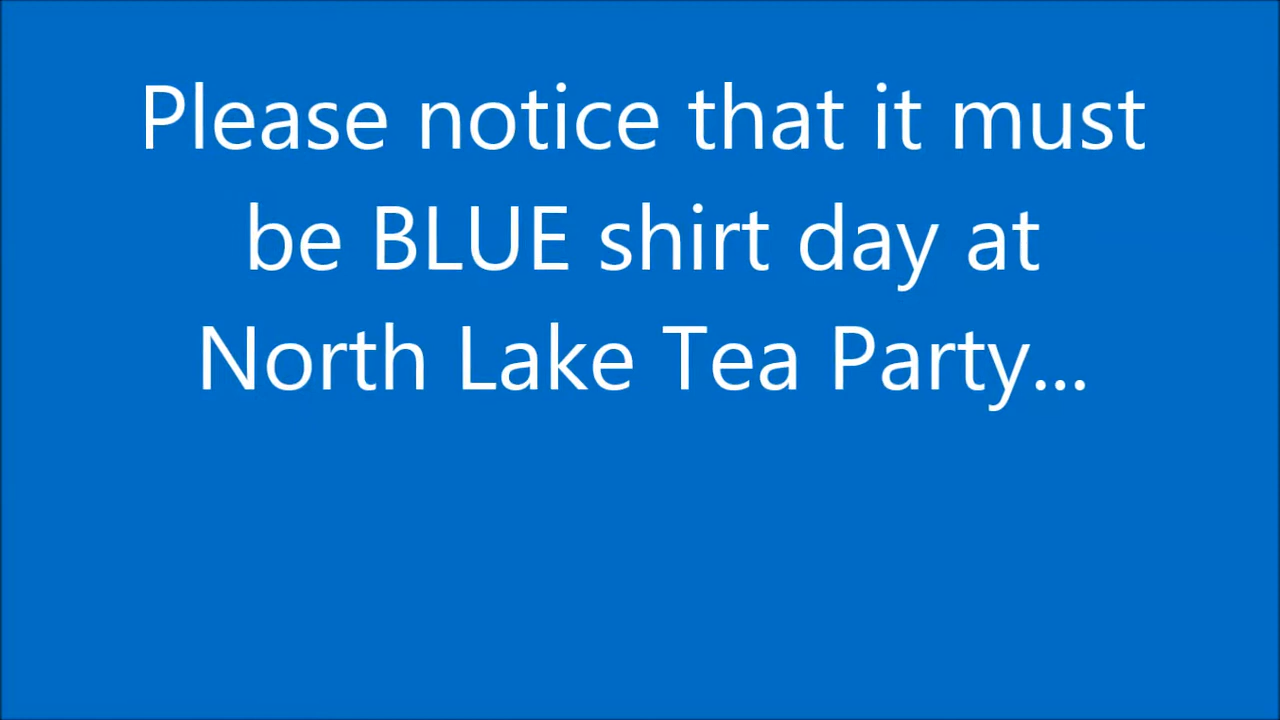 Please notice that it must
be BLUE shirt day at
North Lake Tea Party...